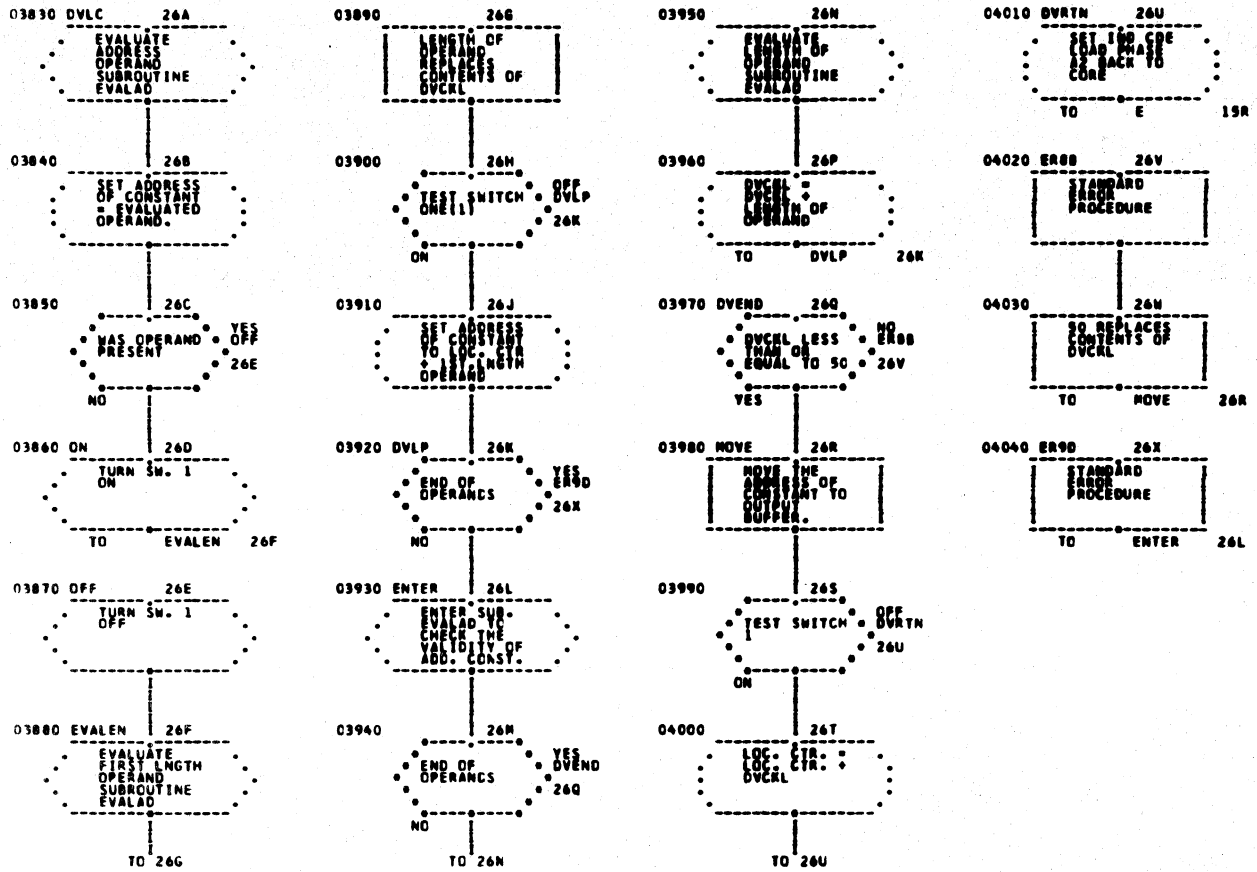 03830 DVLC 26A
EVALUATE
ADDRESS
OPERAND
SUBROUTINE
EVALAD
03840 26B
SET ADDRESS
OF CONSTANT
= EVALUATED
OPERAND.
03850 26C
WAS OPERAND
PRESENT
YES
OFF
26E
NO
03860 ON 26D
TURN SW. 1
ON
TO EVALEN 26F
03870 OFF 26E
TURN SW. 1
OFF
03880 EVALEN 26F
EVALUATE
FIRST LNGTH
OPERAND
SUBROUTINE
EVALAD
TO 26G
03890 26G
LENGTH OF
OPERAND
REPLACES
CONTENTS OF
DVCKL
03900 26H
TEST SWITCH
ONE(1)
OFF
DVLP
26K
ON
03910 26J
SET ADDRESS
OF CONSTANT
TO LOC. CTR
+ 1ST.LNGTH
OPERAND
03920 DVLP 26K
END OF
OPERANDS
YES
ER9D
26X
NO
03930 ENTER 26L
ENTER SUB.
EVALAD TO
CHECK THE
VALIDITY OF
ADD. CONST.
03940 26M
END OF
OPERANDS
YES
DVEND
26Q
NO
TO 26N
03950 26N
EVALUATE
LENGTH OF
OPERAND
SUBROUTINE
EVALAD
03960 26P
DVCKL =
DVCKL +
LENGTH OF
OPERAND
TO DVLP 26K
03970 DVEND 26Q
DVCKL LESS
THAN OR
EQUAL TO 50
NO
ER8B
26V
YES
03980 MOVE 26R
MOVE THE
ADDRESS OF
CONSTANT TO
OUTPUT
BUFFER.
03990 26S
TEST SWITCH
1
OFF
DVRTN
26U
ON
04000 26T
LOC. CTR. =
LOC. CTR. +
DVCKL
TO 26U
04010 DVRTN 26U
SET IND CDE
LOAD PHASE
A2 BACK TO
CORE
TO E 15R
04020 ER8B 26V
STANDARD
ERROR
PROCEDURE
04030 26W
50 REPLACES
CONTENTS OF
DVCKL
TO MOVE 26R
04040 ER9D 26X
STANDARD
ERROR
PROCEDURE
TO ENTER 26L